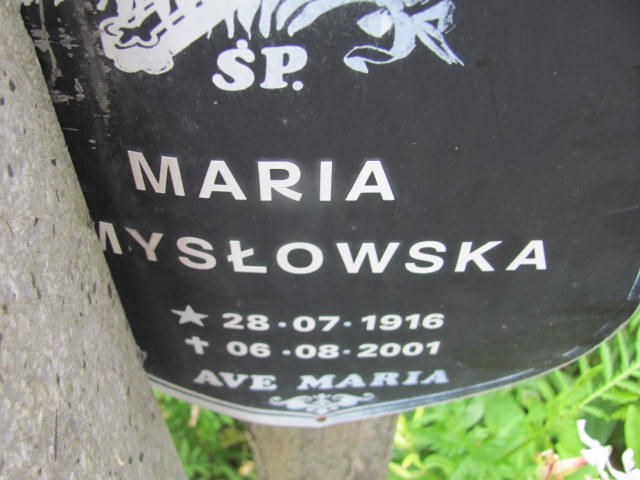 ŚP.
MARIA
MYSŁOWSKA
★ 28·07·1916
✝ 06·08·2001
AVE MARIA